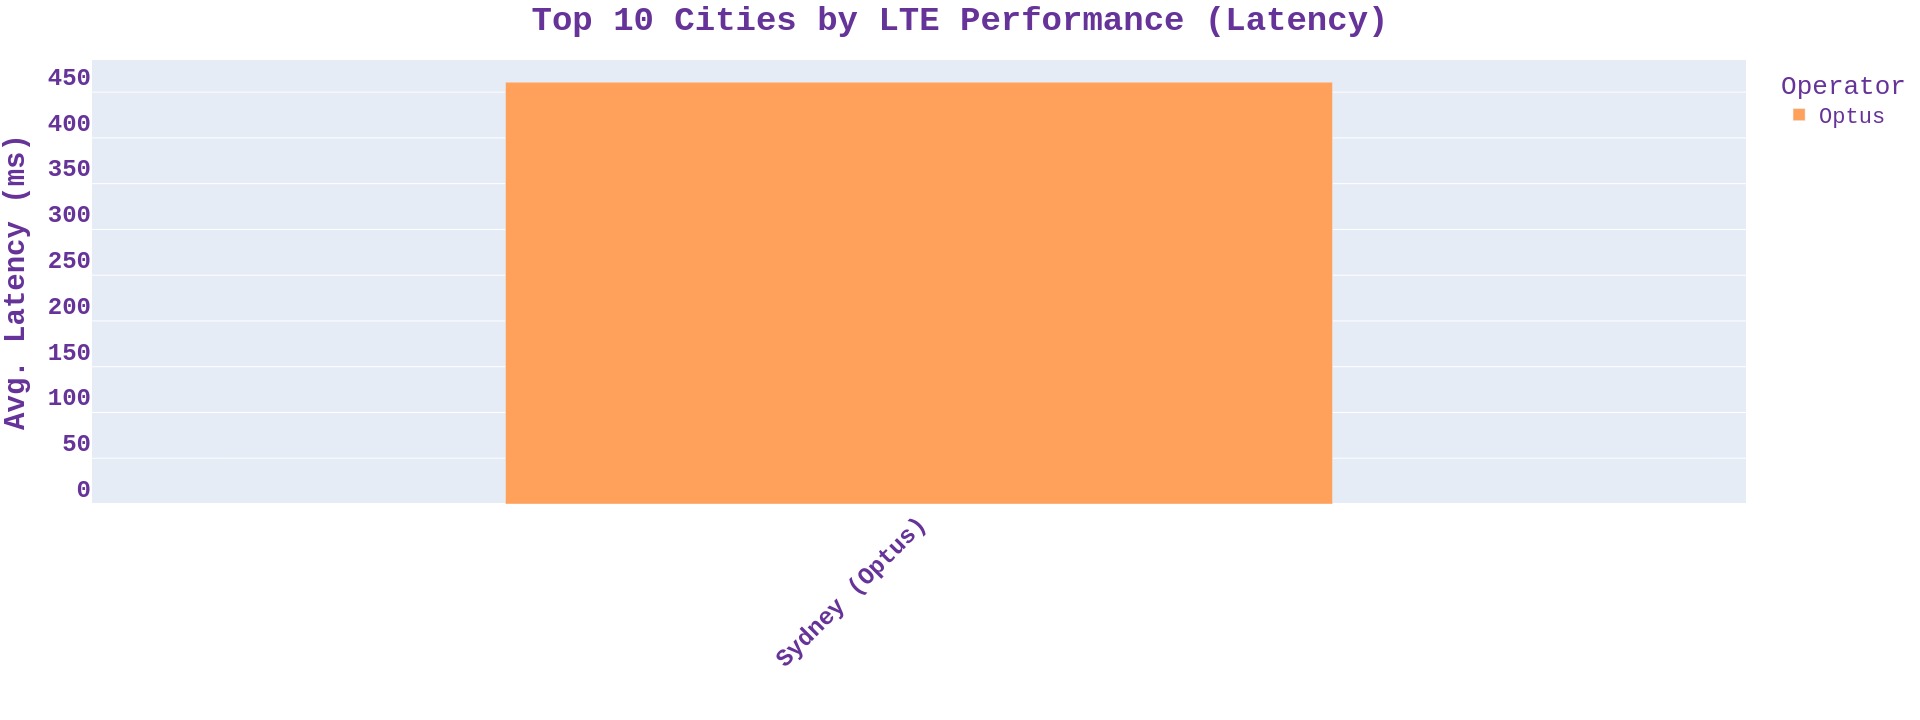 Top 10 Cities by LTE Performance (Latency)
Avg. Latency (ms)
450
400
350
300
250
200
150
100
50
0
Sydney (Optus)
Operator
Optus